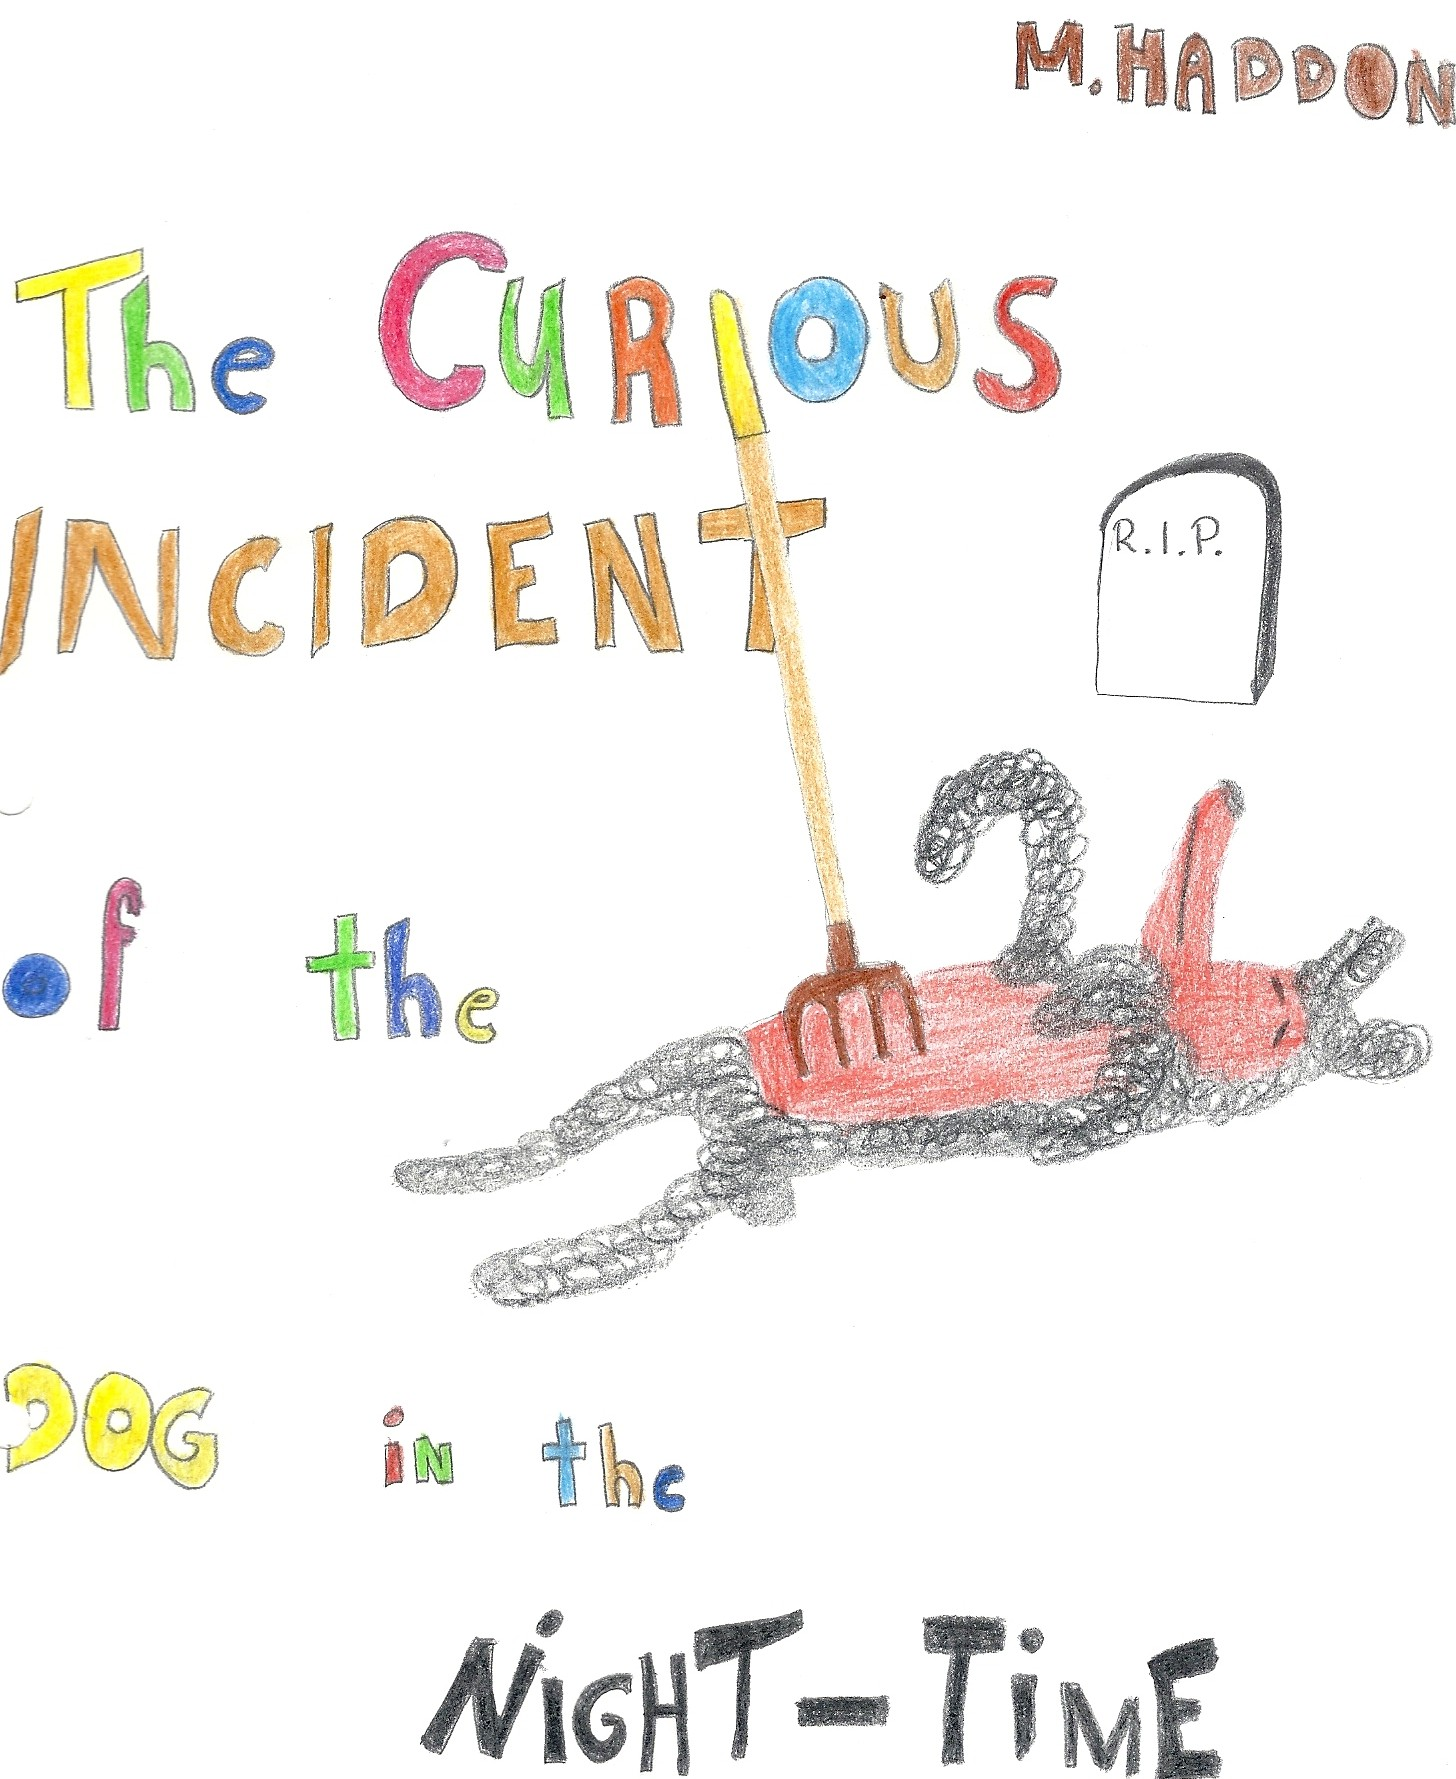 M. HADDON
The CURIOUS
INCIDENT
R.I.P.
of the
DOG iN the
NiGHT-TiME